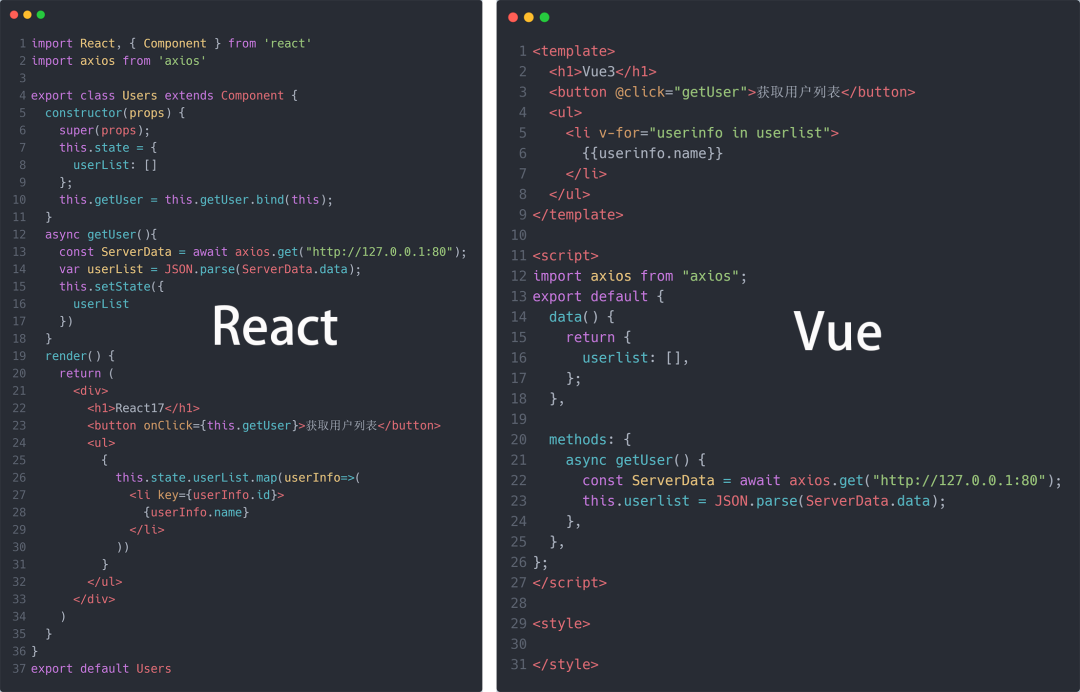 1 import React, { Component } from 'react'
2 import axios from 'axios'
3
4 export class Users extends Component {
5   constructor(props) {
6     super(props);
7     this.state = {
8       userList: []
9     };
10     this.getUser = this.getUser.bind(this);
11   }
12   async getUser(){
13     const ServerData = await axios.get("http://127.0.0.1:80");
14     var userList = JSON.parse(ServerData.data);
15     this.setState({
16       userList
17     })
18   }
19   render() {
20     return (
21       <div>
22         <h1>React17</h1>
23         <button onClick={this.getUser}>获取用户列表</button>
24         <ul>
25           {
26             this.state.userList.map(userInfo=>(
27               <li key={userInfo.id}>
28                 {userInfo.name}
29               </li>
30             ))
31           }
32         </ul>
33       </div>
34     )
35   }
36 }
37 export default Users
React
1 <template>
2   <h1>Vue3</h1>
3   <button @click="getUser">获取用户列表</button>
4   <ul>
5     <li v-for="userinfo in userlist">
6       {{userinfo.name}}
7     </li>
8   </ul>
9 </template>
10
11 <script>
12 import axios from "axios";
13 export default {
14   data() {
15     return {
16       userlist: [],
17     };
18   },
19
20   methods: {
21     async getUser() {
22       const ServerData = await axios.get("http://127.0.0.1:80");
23       this.userlist = JSON.parse(ServerData.data);
24     },
25   },
26 };
27 </script>
28
29 <style>
30
31 </style>
Vue